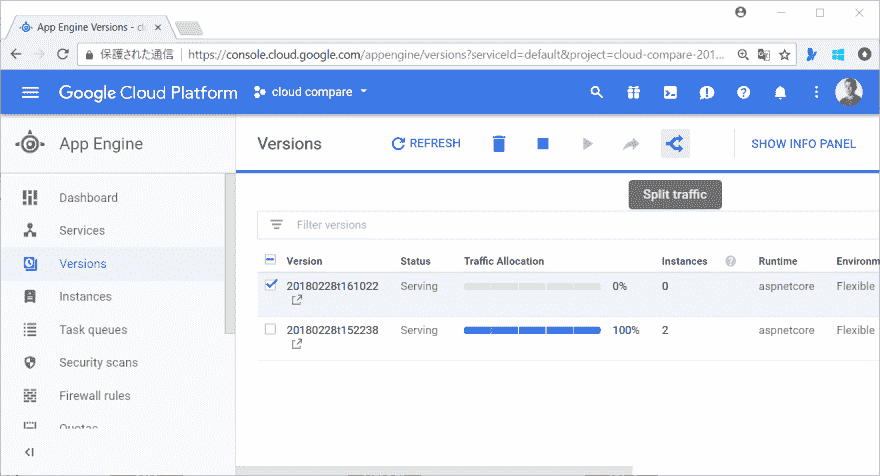 App Engine Versions - clo
保護された通信 https://console.cloud.google.com/appengine/versions?serviceId=default&project=cloud-compare-201...
Google Cloud Platform cloud compare
App Engine
Versions REFRESH SHOW INFO PANEL
Split traffic
Dashboard
Services
Versions
Instances
Task queues
Security scans
Firewall rules
Quotas
Filter versions
Version Status Traffic Allocation Instances Runtime Environm
20180228t161022 Serving 0% 0 aspnetcore Flexible
20180228t152238 Serving 100% 2 aspnetcore Flexible